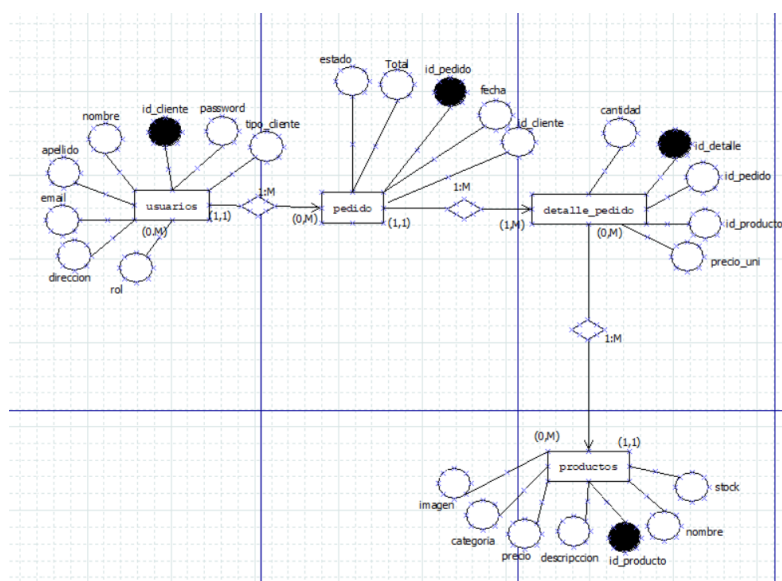 estado
Total
id_pedido
fecha
id_cliente
nombre
id_cliente
password
tipo_cliente
apellido
email
direccion
rol
usuarios
(0,M)
(1,1)
1:M
(0,M)
pedido
(1,1)
1:M
cantidad
id_detalle
id_pedido
id_producto
precio_uni
(1,M)
detalle_pedido
(0,M)
1:M
(0,M)
(1,1)
productos
imagen
categoria
precio
descripccion
id_producto
nombre
stock